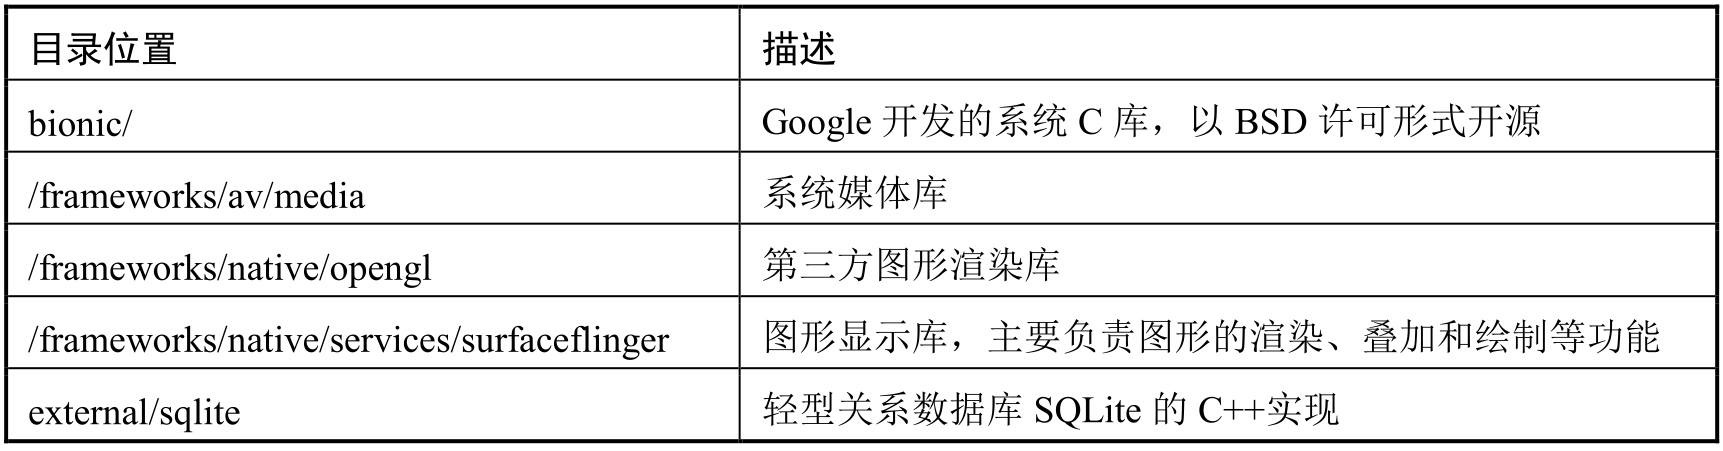 目录位置 描述
bionic/ Google 开发的系统 C 库，以 BSD 许可形式开源
/frameworks/av/media 系统媒体库
/frameworks/native/opengl 第三方图形渲染库
/frameworks/native/services/surfaceflinger 图形显示库，主要负责图形的渲染、叠加和绘制等功能
external/sqlite 轻型关系数据库 SQLite 的 C++实现